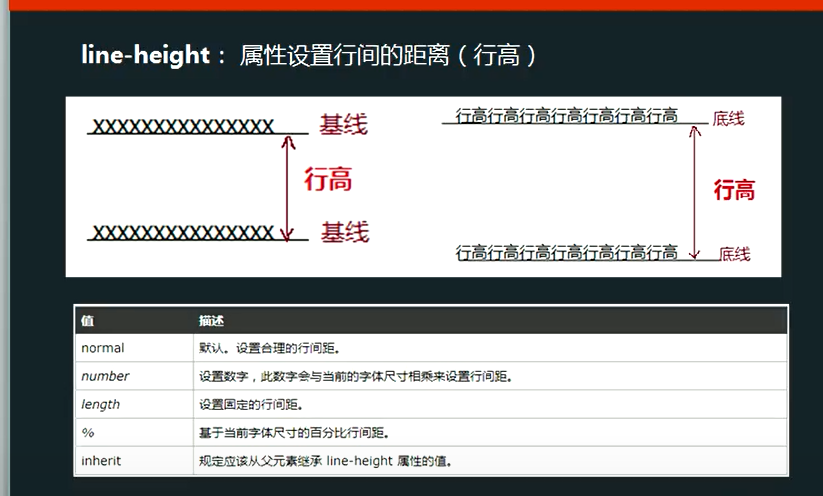 line-height： 属性设置行间的距离（行高）
XXXXXXXXXXXXXXX 基线
行高
XXXXXXXXXXXXXXX 基线
行高行高行高行高行高行高行高 底线
行高
行高行高行高行高行高行高行高 底线
值 描述
normal 默认。设置合理的行间距。
number 设置数字，此数字会与当前的字体尺寸相乘来设置行间距。
length 设置固定的行间距。
% 基于当前字体尺寸的百分比行间距。
inherit 规定应该从父元素继承 line-height 属性的值。